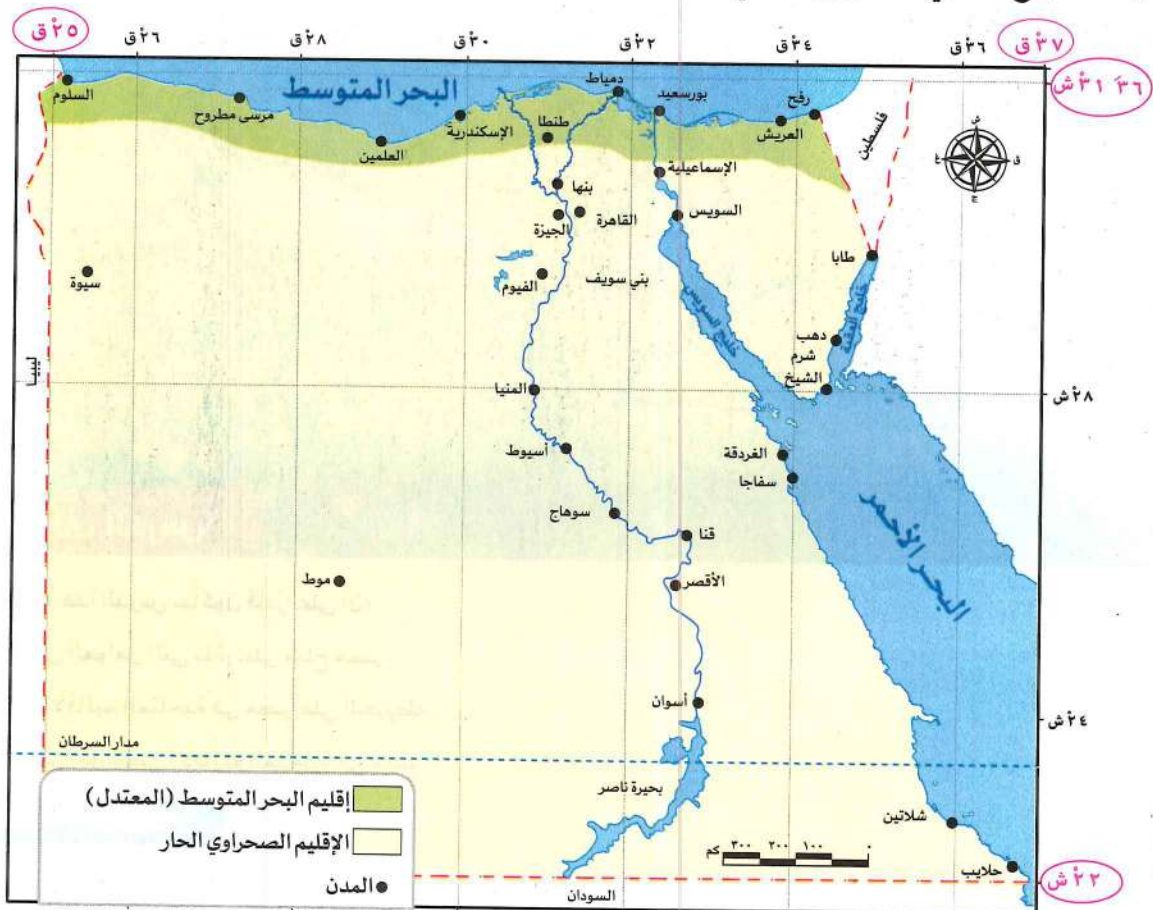 ٢٥°ق
٢٦°ق
٢٨°ق
٣٠°ق
٣٢°ق
٣٤°ق
٣٦°ق
٣٧°ق
٣٦ َ ٣١°ش
البحر المتوسط
السلوم
مرسى مطروح
العلمين
الإسكندرية
طنطا
دمياط
بورسعيد
العريش
رفح
فلسطين
ش
ق
ج
غ
الإسماعيلية
بنها
القاهرة
الجيزة
السويس
طابا
سيوة
الفيوم
بني سويف
خليج السويس
خليج العقبة
دهب
شرم
الشيخ
ليبيا
المنيا
٢٨°ش
أسيوط
الغردقة
سفاجا
سوهاج
قنا
البحر الأحمر
موط
الأقصر
أسوان
٢٤°ش
مدار السرطان
بحيرة ناصر
شلاتين
حلايب
٠ ١٠٠ ٢٠٠ ٣٠٠ كم
إقليم البحر المتوسط (المعتدل)
الإقليم الصحراوي الحار
المدن
السودان
٢٢°ش